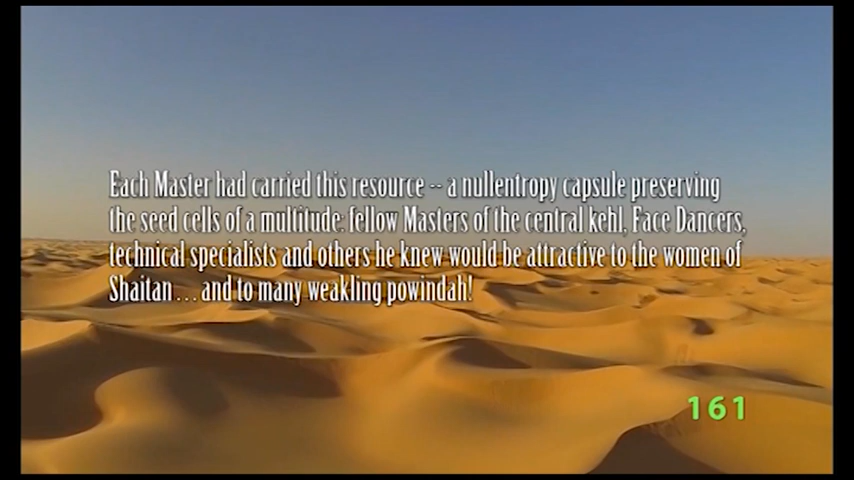 Each Master had carried this resource -- a nullentropy capsule preserving
the seed cells of a multitude: fellow Masters of the central kehl, Face Dancers,
technical specialists and others he knew would be attractive to the women of
Shaitan . . . and to many weakling powindah!
161